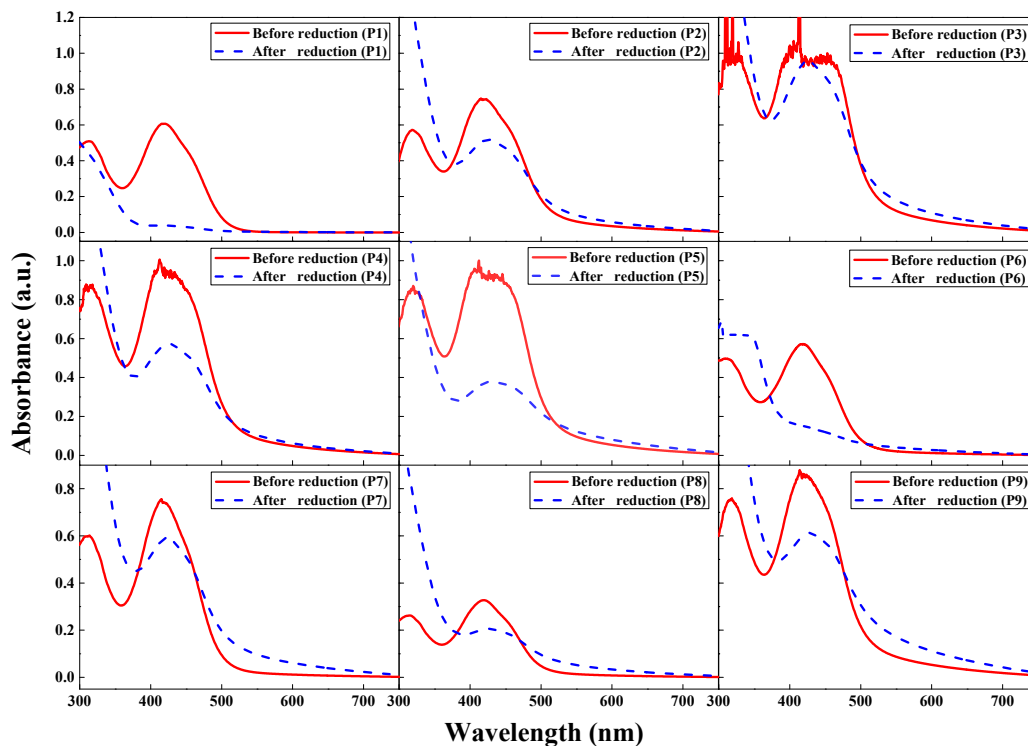 Before reduction (P1)
After reduction (P1)
Before reduction (P2)
After reduction (P2)
Before reduction (P3)
After reduction (P3)
1.2
1.0
0.8
0.6
0.4
0.2
0.0
Before reduction (P4)
After reduction (P4)
Before reduction (P5)
After reduction (P5)
Before reduction (P6)
After reduction (P6)
1.0
0.8
0.6
0.4
0.2
0.0
Before reduction (P7)
After reduction (P7)
Before reduction (P8)
After reduction (P8)
Before reduction (P9)
After reduction (P9)
0.8
0.6
0.4
0.2
0.0
300 400 500 600 700 300 400 500 600 700 300 400 500 600 700
Absorbance (a.u.)
Wavelength (nm)